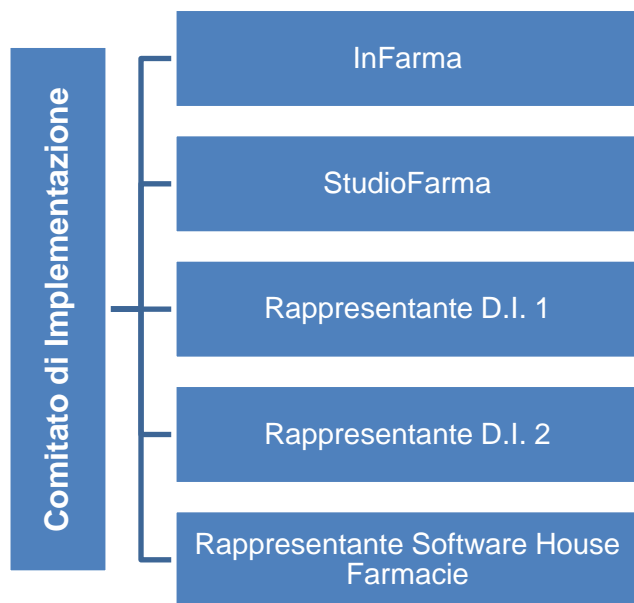 Comitato di Implementazione
InFarma
StudioFarma
Rappresentante D.I. 1
Rappresentante D.I. 2
Rappresentante Software House
Farmacie